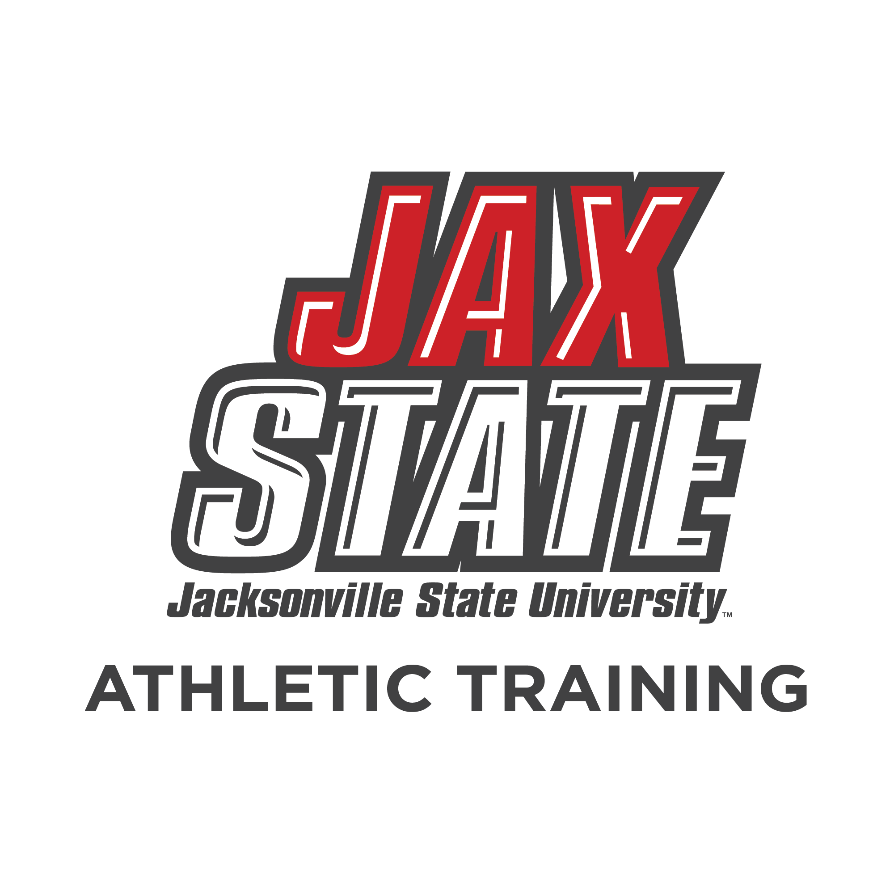 JAX
STATE
Jacksonville State University™
ATHLETIC TRAINING